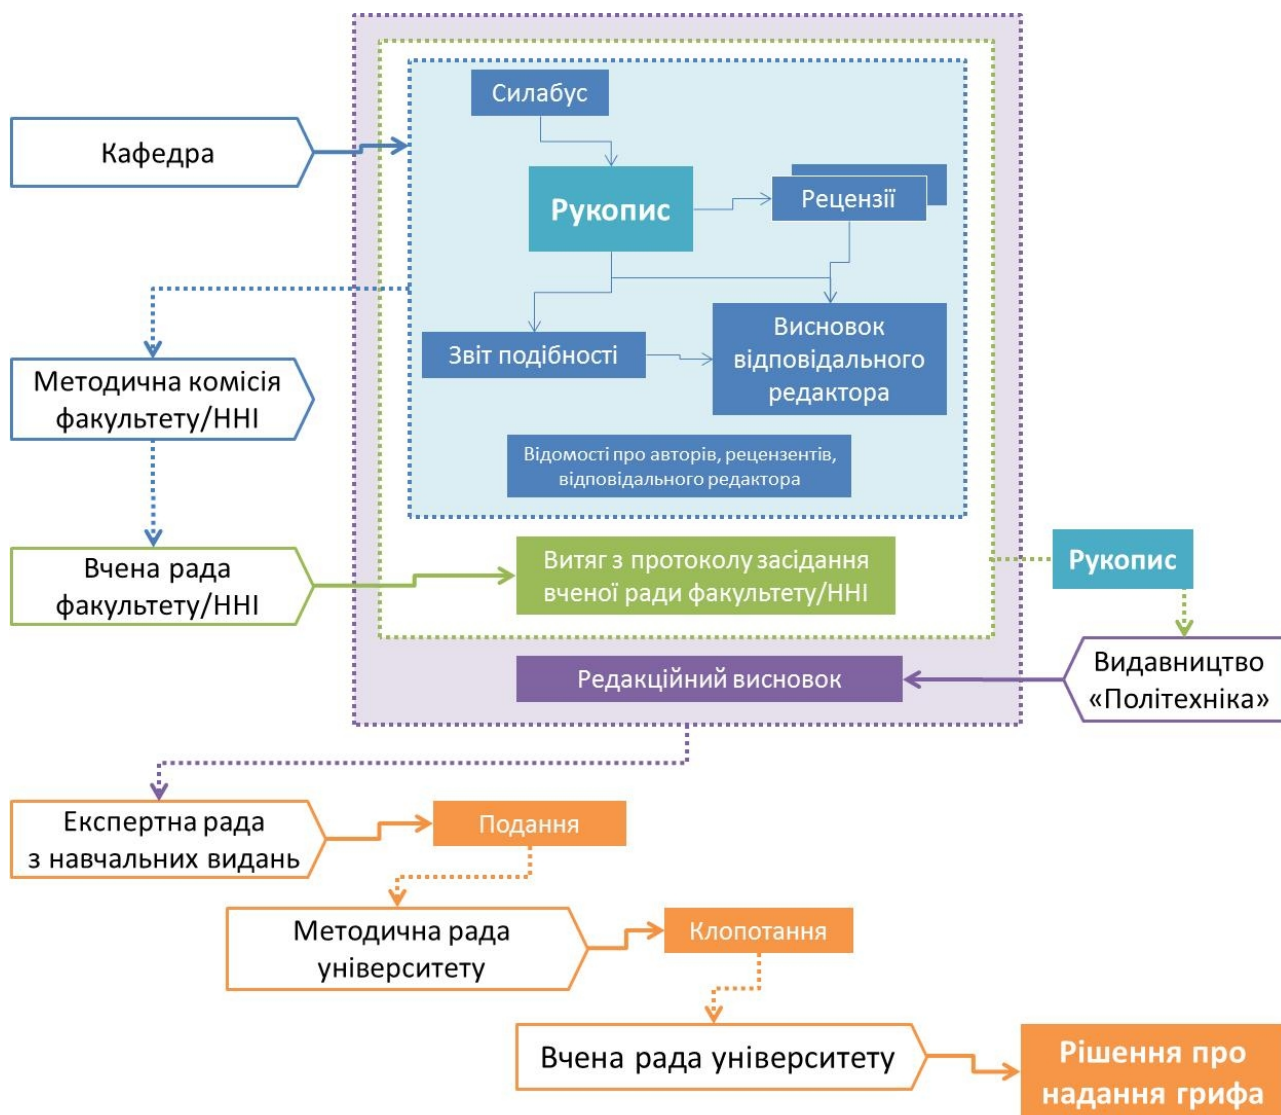 Силабус
Кафедра
Рукопис
Рецензії
Звіт подібності
Висновок
відповідального
редактора
Методична комісія
факультету/ННІ
Відомості про авторів, рецензентів,
відповідального редактора
Вчена рада
факультету/ННІ
Витяг з протоколу засідання
вченої ради факультету/ННІ
Рукопис
Редакційний висновок
Видавництво
«Політехніка»
Експертна рада
з навчальних видань
Подання
Методична рада
університету
Клопотання
Вчена рада університету
Рішення про
надання грифа